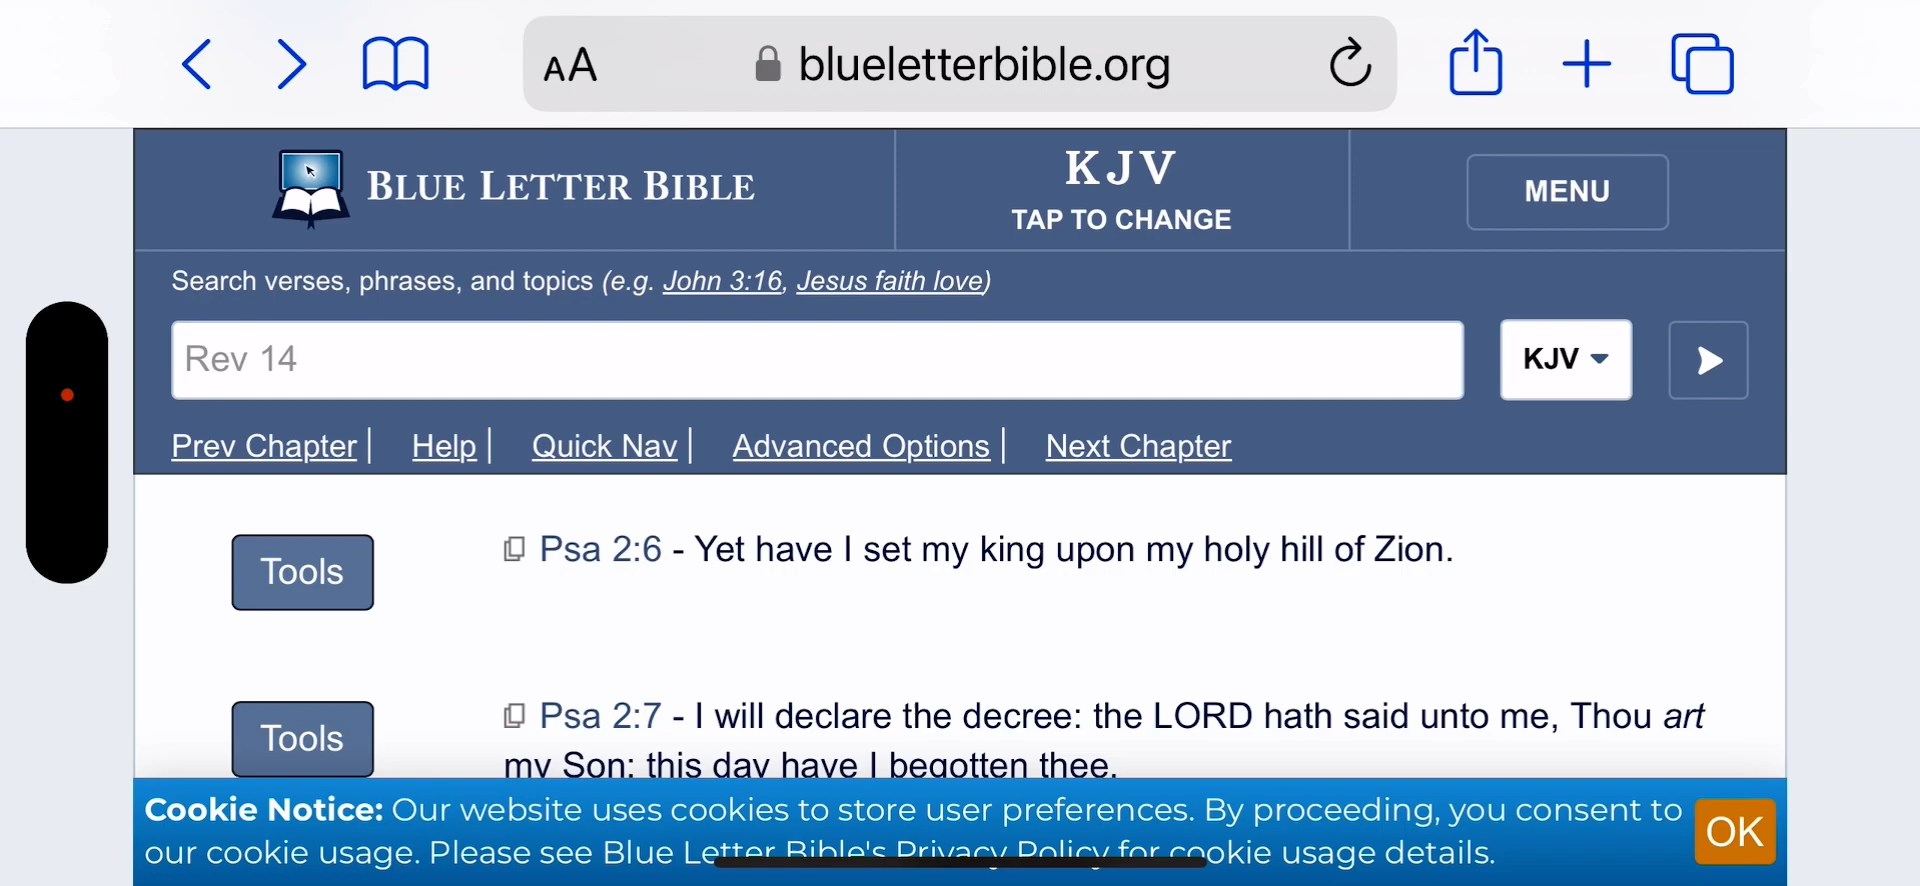 AA blueletterbible.org
BLUE LETTER BIBLE
KJV
TAP TO CHANGE
MENU
Search verses, phrases, and topics (e.g. John 3:16, Jesus faith love)
Rev 14
KJV
Prev Chapter | Help | Quick Nav | Advanced Options | Next Chapter
Tools
Psa 2:6 - Yet have I set my king upon my holy hill of Zion.
Tools
Psa 2:7 - I will declare the decree: the LORD hath said unto me, Thou art
my Son; this day have I begotten thee.
Cookie Notice: Our website uses cookies to store user preferences. By proceeding, you consent to
our cookie usage. Please see Blue Letter Bible's Privacy Policy for cookie usage details.
OK